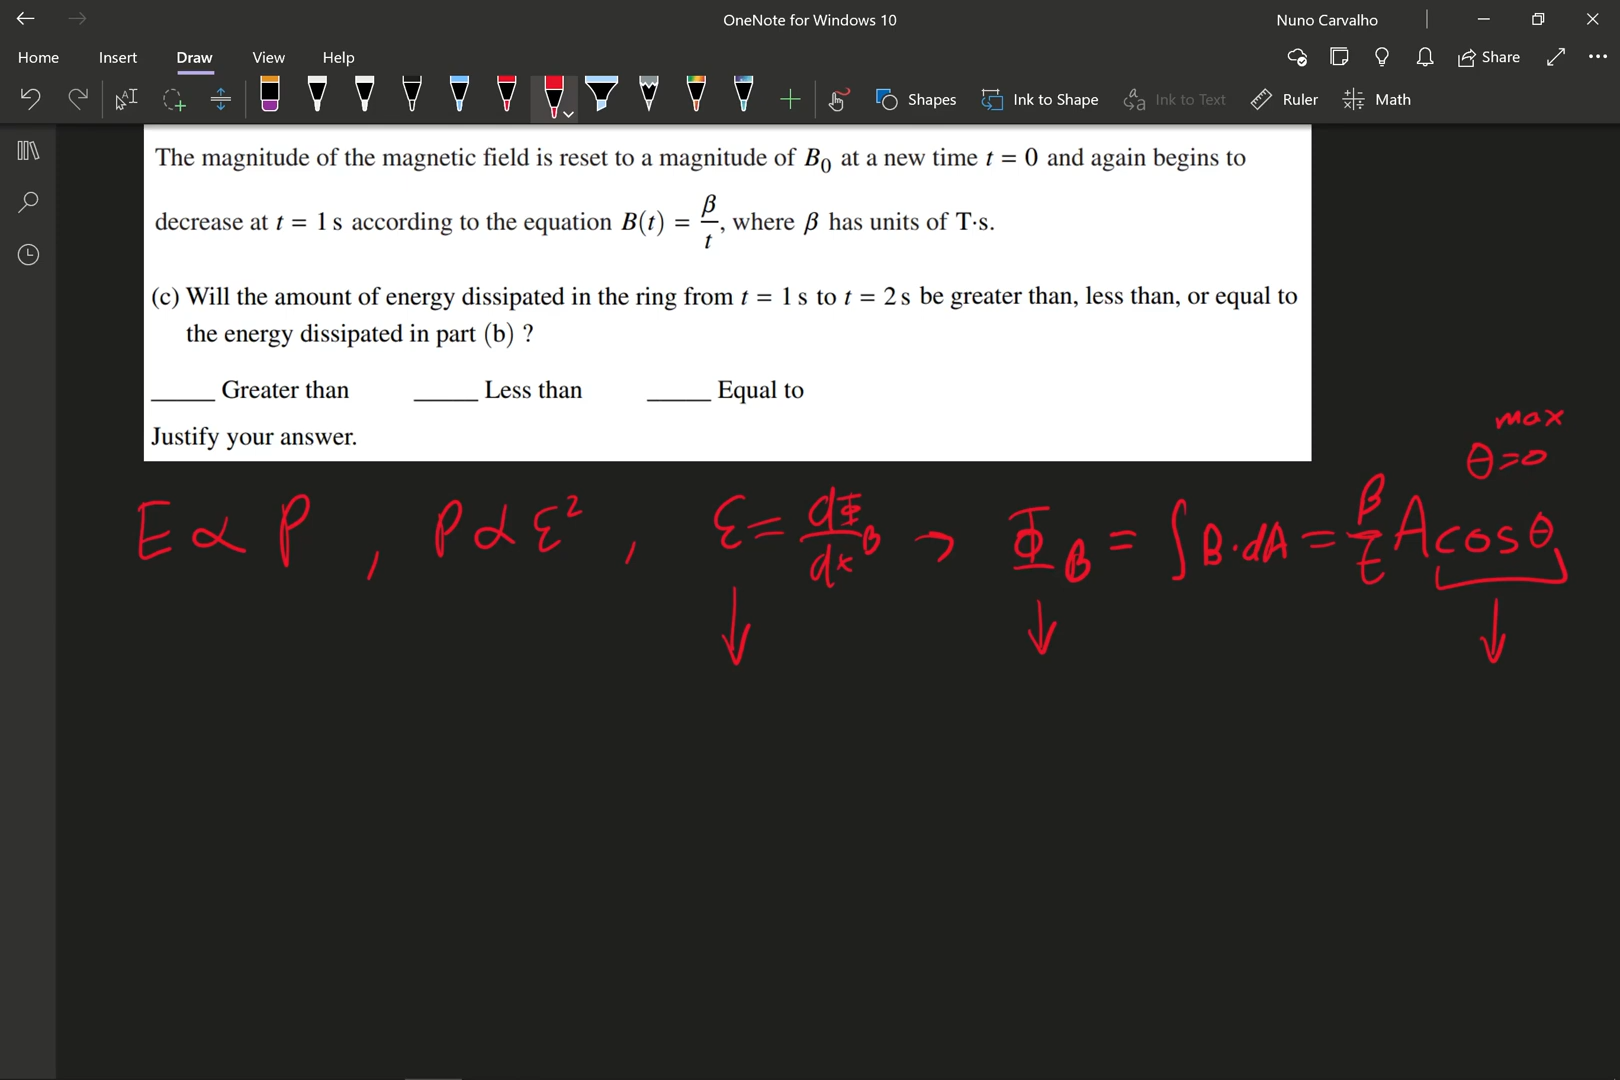 OneNote for Windows 10
Nuno Carvalho
Home Insert Draw View Help
Share
Shapes Ink to Shape Ink to Text Ruler Math
The magnitude of the magnetic field is reset to a magnitude of B₀ at a new time t = 0 and again begins to
decrease at t = 1 s according to the equation B(t) = β/t, where β has units of T·s.
(c) Will the amount of energy dissipated in the ring from t = 1 s to t = 2 s be greater than, less than, or equal to
the energy dissipated in part (b) ?
_____ Greater than _____ Less than _____ Equal to
Justify your answer.
max
θ=0
E ∝ P , P ∝ ε² , ε = dΦ_B/dx → Φ_B = ∫B·dA = β/t A cosθ
↓ ↓ ↓